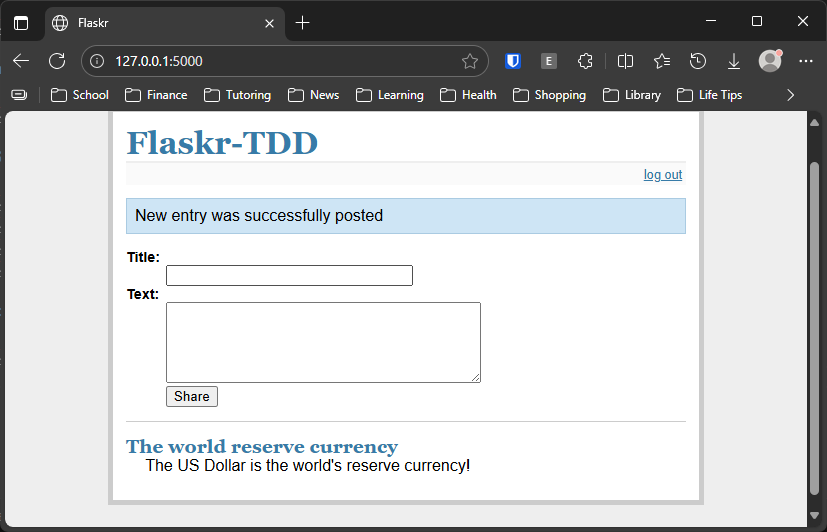 Flaskr
127.0.0.1:5000
E
School Finance Tutoring News Learning Health Shopping Library Life Tips
Flaskr-TDD
log out
New entry was successfully posted
Title:
Text:
Share
The world reserve currency
The US Dollar is the world's reserve currency!